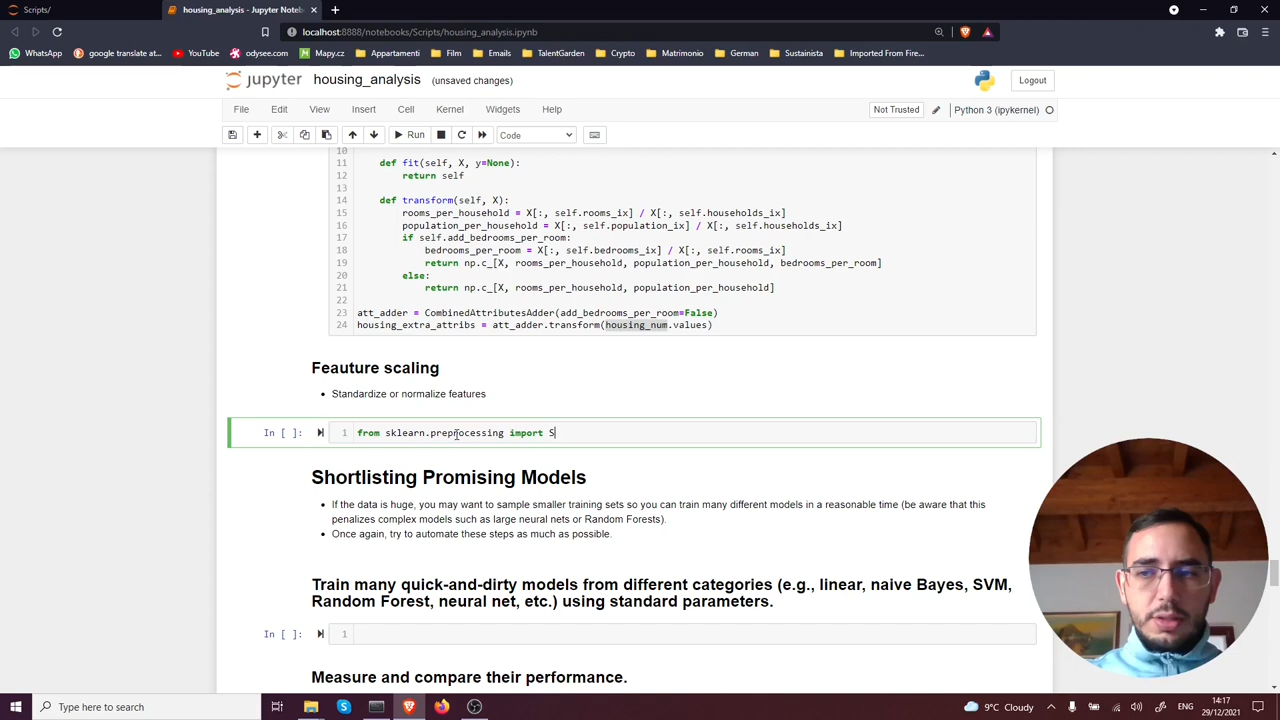 Scripts/
housing_analysis - Jupyter Noteb
localhost:8888/notebooks/Scripts/housing_analysis.ipynb
WhatsApp google translate at... YouTube odysee.com Mapy.cz Appartamenti Film Emails TalentGarden Crypto Matrimonio German Sustainista Imported From Fire...
jupyter housing_analysis (unsaved changes) Logout
File Edit View Insert Cell Kernel Widgets Help Not Trusted Python 3 (ipykernel)
Run Code
10
11 def fit(self, X, y=None):
12 return self
13
14 def transform(self, X):
15 rooms_per_household = X[:, self.rooms_ix] / X[:, self.households_ix]
16 population_per_household = X[:, self.population_ix] / X[:, self.households_ix]
17 if self.add_bedrooms_per_room:
18 bedrooms_per_room = X[:, self.bedrooms_ix] / X[:, self.rooms_ix]
19 return np.c_[X, rooms_per_household, population_per_household, bedrooms_per_room]
20 else:
21 return np.c_[X, rooms_per_household, population_per_household]
22
23 att_adder = CombinedAttributesAdder(add_bedrooms_per_room=False)
24 housing_extra_attribs = att_adder.transform(housing_num.values)
Feauture scaling
• Standardize or normalize features
In [ ]: 1 from sklearn.preprocessing import S
Shortlisting Promising Models
• If the data is huge, you may want to sample smaller training sets so you can train many different models in a reasonable time (be aware that this
penalizes complex models such as large neural nets or Random Forests).
• Once again, try to automate these steps as much as possible.
Train many quick-and-dirty models from different categories (e.g., linear, naive Bayes, SVM,
Random Forest, neural net, etc.) using standard parameters.
In [ ]: 1
Measure and compare their performance.
Type here to search
9°C Cloudy
14:17
29/12/2021